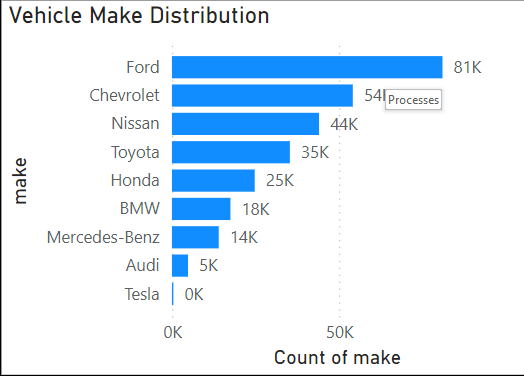 Vehicle Make Distribution
Ford 81K
Chevrolet 54
Processes
Nissan 44K
Toyota 35K
Honda 25K
BMW 18K
Mercedes-Benz 14K
Audi 5K
Tesla 0K
make
0K 50K
Count of make